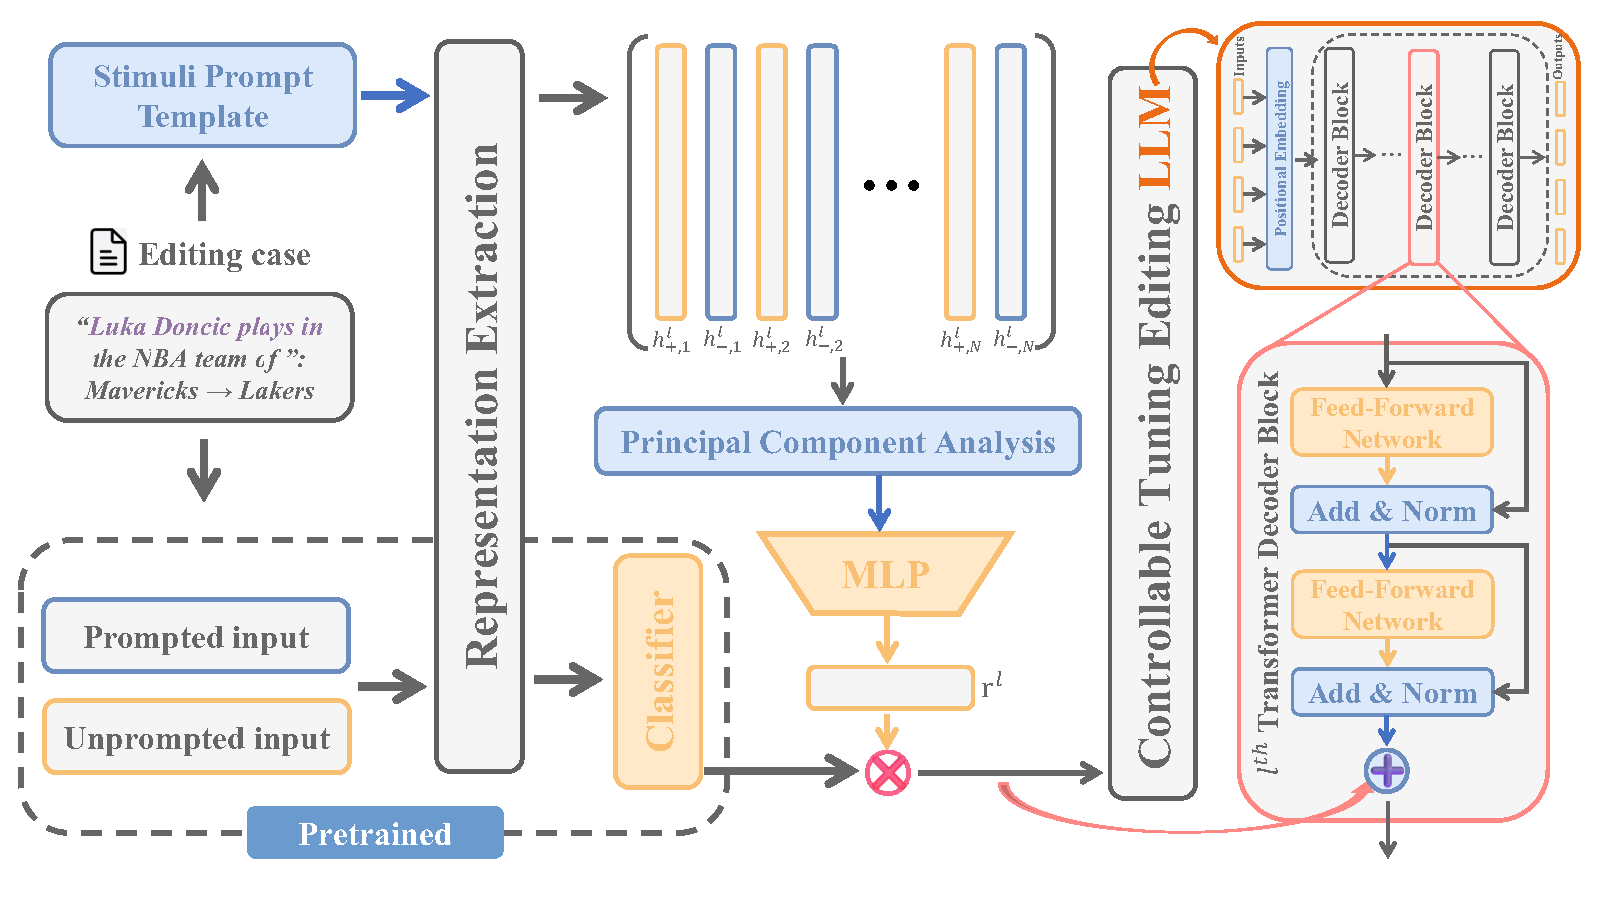 Stimuli Prompt
Template
Editing case
“Luka Doncic plays in
the NBA team of ”:
Mavericks → Lakers
Prompted input
Unprompted input
Pretrained
Representation Extraction
Classifier
h^l_{+,1} h^l_{-,1} h^l_{+,2} h^l_{-,2} ... h^l_{+,N} h^l_{-,N}
Principal Component Analysis
MLP
r^l
Controllable Tuning Editing LLM
Inputs
Positional Embedding
Decoder Block
...
Decoder Block
...
Decoder Block
Outputs
l^{th} Transformer Decoder Block
Feed-Forward
Network
Add & Norm
Feed-Forward
Network
Add & Norm